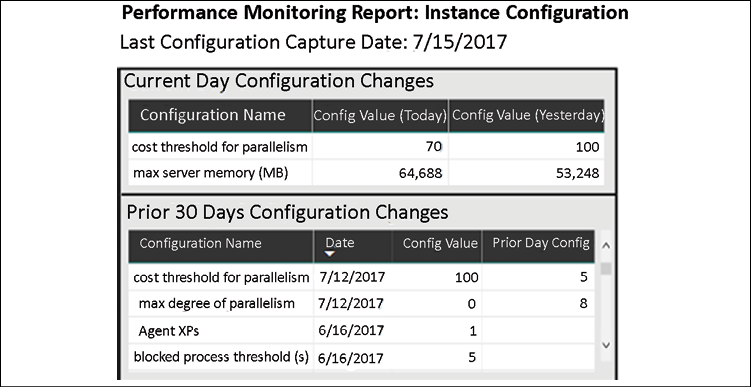 Performance Monitoring Report: Instance Configuration
Last Configuration Capture Date: 7/15/2017
Current Day Configuration Changes
Configuration Name Config Value (Today) Config Value (Yesterday)
cost threshold for parallelism 70 100
max server memory (MB) 64,688 53,248
Prior 30 Days Configuration Changes
Configuration Name Date Config Value Prior Day Config
cost threshold for parallelism 7/12/2017 100 5
max degree of parallelism 7/12/2017 0 8
Agent XPs 6/16/2017 1
blocked process threshold (s) 6/16/2017 5